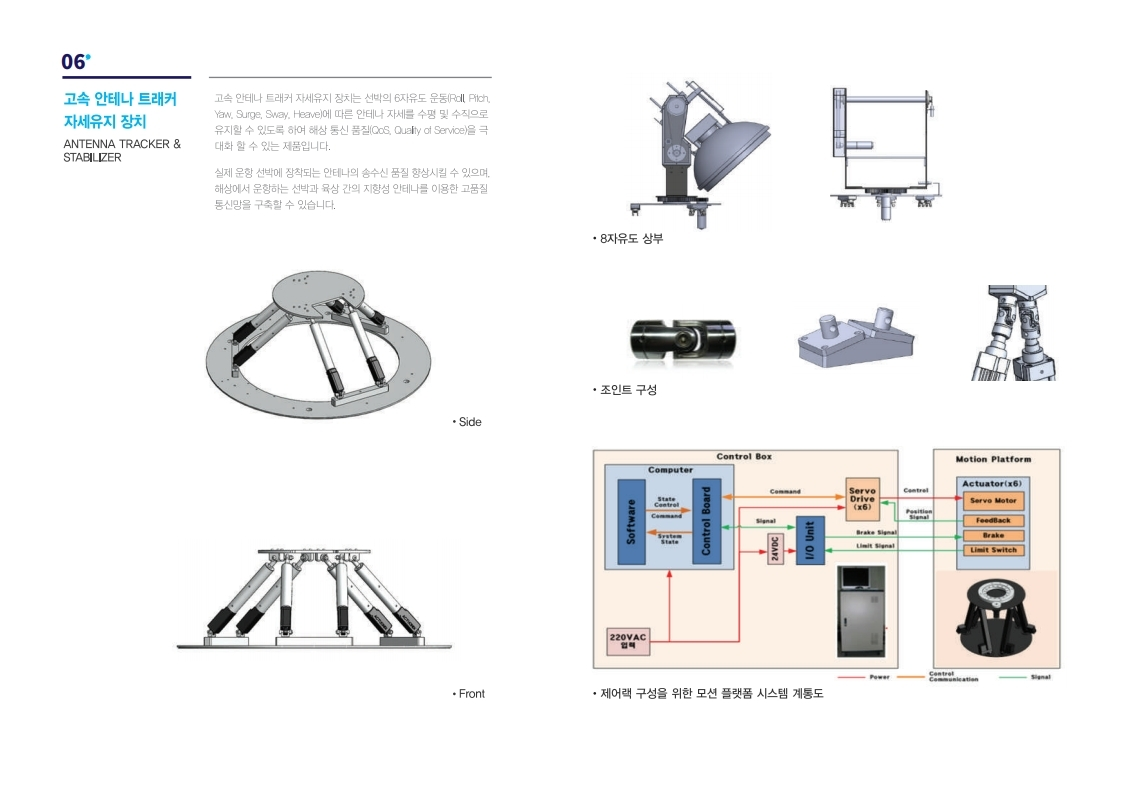 06
고속 안테나 트래커
자세유지 장치
ANTENNA TRACKER &
STABILIZER
고속 안테나 트래커 자세유지 장치는 선박의 6자유도 운동(Roll, Pitch,
Yaw, Surge, Sway, Heave)에 따른 안테나 자세를 수평 및 수직으로
유지할 수 있도록 하여 해상 통신 품질(QoS, Quality of Service)을 극
대화 할 수 있는 제품입니다.
실제 운항 선박에 장착되는 안테나의 송수신 품질 향상시킬 수 있으며,
해상에서 운항하는 선박과 육상 간의 지향성 안테나를 이용한 고품질
통신망을 구축할 수 있습니다.
• Side
• Front
• 8자유도 상부
• 조인트 구성
Control Box
Computer
Software
State
Control
Command
System
State
Control Board
Command
Signal
24VDC
I/O Unit
Servo
Drive
(x6)
Control
Position
Signal
Brake Signal
Limit Signal
220VAC
입력
Motion Platform
Actuator(x6)
Servo Motor
FeedBack
Brake
Limit Switch
Power
Control
Communication
Signal
• 제어랙 구성을 위한 모션 플랫폼 시스템 계통도